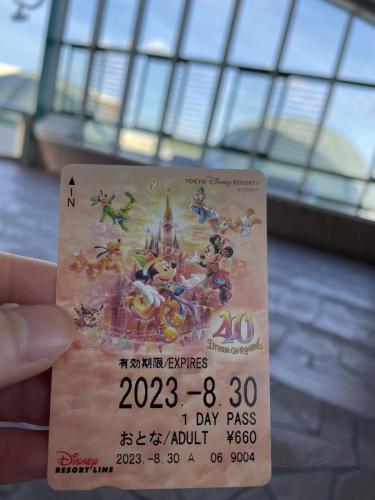 TOKYO Disney RESORT®
IN
40
Dream-Go-Round
有効期限/EXPIRES
2023.-8.30
1 DAY PASS
おとな/ADULT ¥660
2023.-8.30 A 06 9004
Disney
RESORT LINE